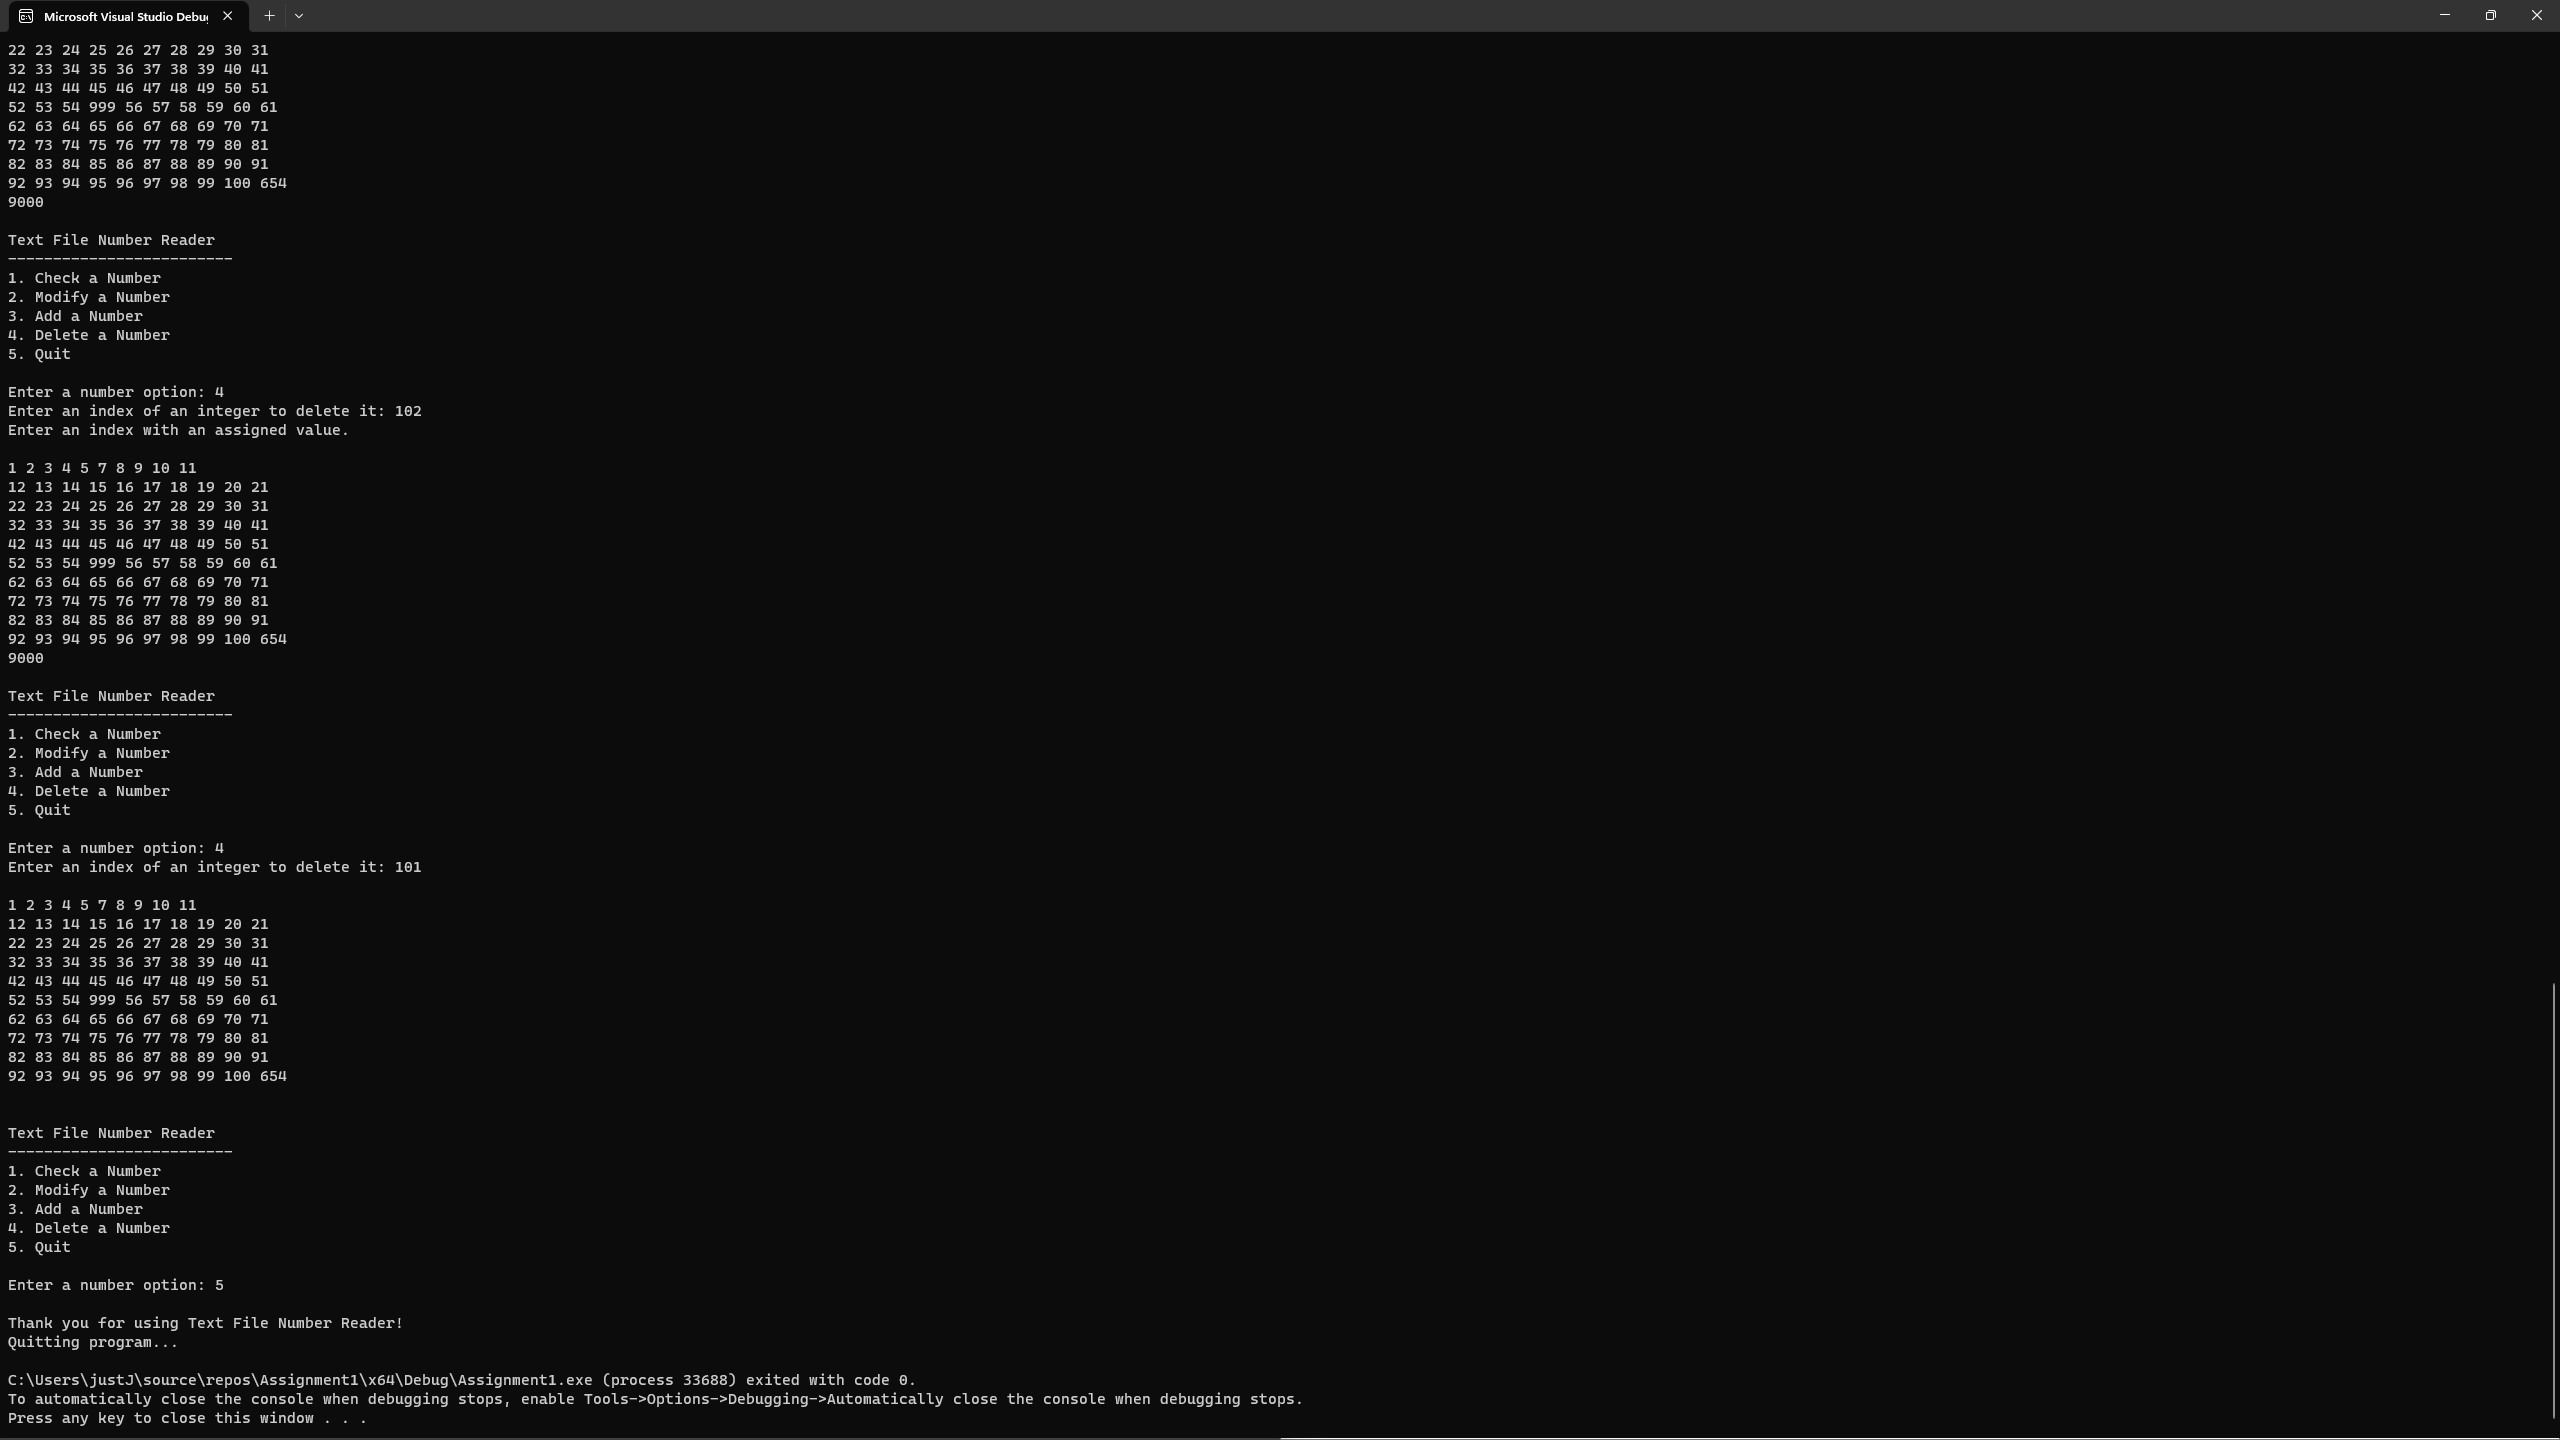 Microsoft Visual Studio Debu
22 23 24 25 26 27 28 29 30 31
32 33 34 35 36 37 38 39 40 41
42 43 44 45 46 47 48 49 50 51
52 53 54 999 56 57 58 59 60 61
62 63 64 65 66 67 68 69 70 71
72 73 74 75 76 77 78 79 80 81
82 83 84 85 86 87 88 89 90 91
92 93 94 95 96 97 98 99 100 654
9000
Text File Number Reader
-------------------------
1. Check a Number
2. Modify a Number
3. Add a Number
4. Delete a Number
5. Quit
Enter a number option: 4
Enter an index of an integer to delete it: 102
Enter an index with an assigned value.
1 2 3 4 5 7 8 9 10 11
12 13 14 15 16 17 18 19 20 21
22 23 24 25 26 27 28 29 30 31
32 33 34 35 36 37 38 39 40 41
42 43 44 45 46 47 48 49 50 51
52 53 54 999 56 57 58 59 60 61
62 63 64 65 66 67 68 69 70 71
72 73 74 75 76 77 78 79 80 81
82 83 84 85 86 87 88 89 90 91
92 93 94 95 96 97 98 99 100 654
9000
Text File Number Reader
-------------------------
1. Check a Number
2. Modify a Number
3. Add a Number
4. Delete a Number
5. Quit
Enter a number option: 4
Enter an index of an integer to delete it: 101
1 2 3 4 5 7 8 9 10 11
12 13 14 15 16 17 18 19 20 21
22 23 24 25 26 27 28 29 30 31
32 33 34 35 36 37 38 39 40 41
42 43 44 45 46 47 48 49 50 51
52 53 54 999 56 57 58 59 60 61
62 63 64 65 66 67 68 69 70 71
72 73 74 75 76 77 78 79 80 81
82 83 84 85 86 87 88 89 90 91
92 93 94 95 96 97 98 99 100 654
Text File Number Reader
-------------------------
1. Check a Number
2. Modify a Number
3. Add a Number
4. Delete a Number
5. Quit
Enter a number option: 5
Thank you for using Text File Number Reader!
Quitting program...
C:\Users\justJ\source\repos\Assignment1\x64\Debug\Assignment1.exe (process 33688) exited with code 0.
To automatically close the console when debugging stops, enable Tools->Options->Debugging->Automatically close the console when debugging stops.
Press any key to close this window . . .